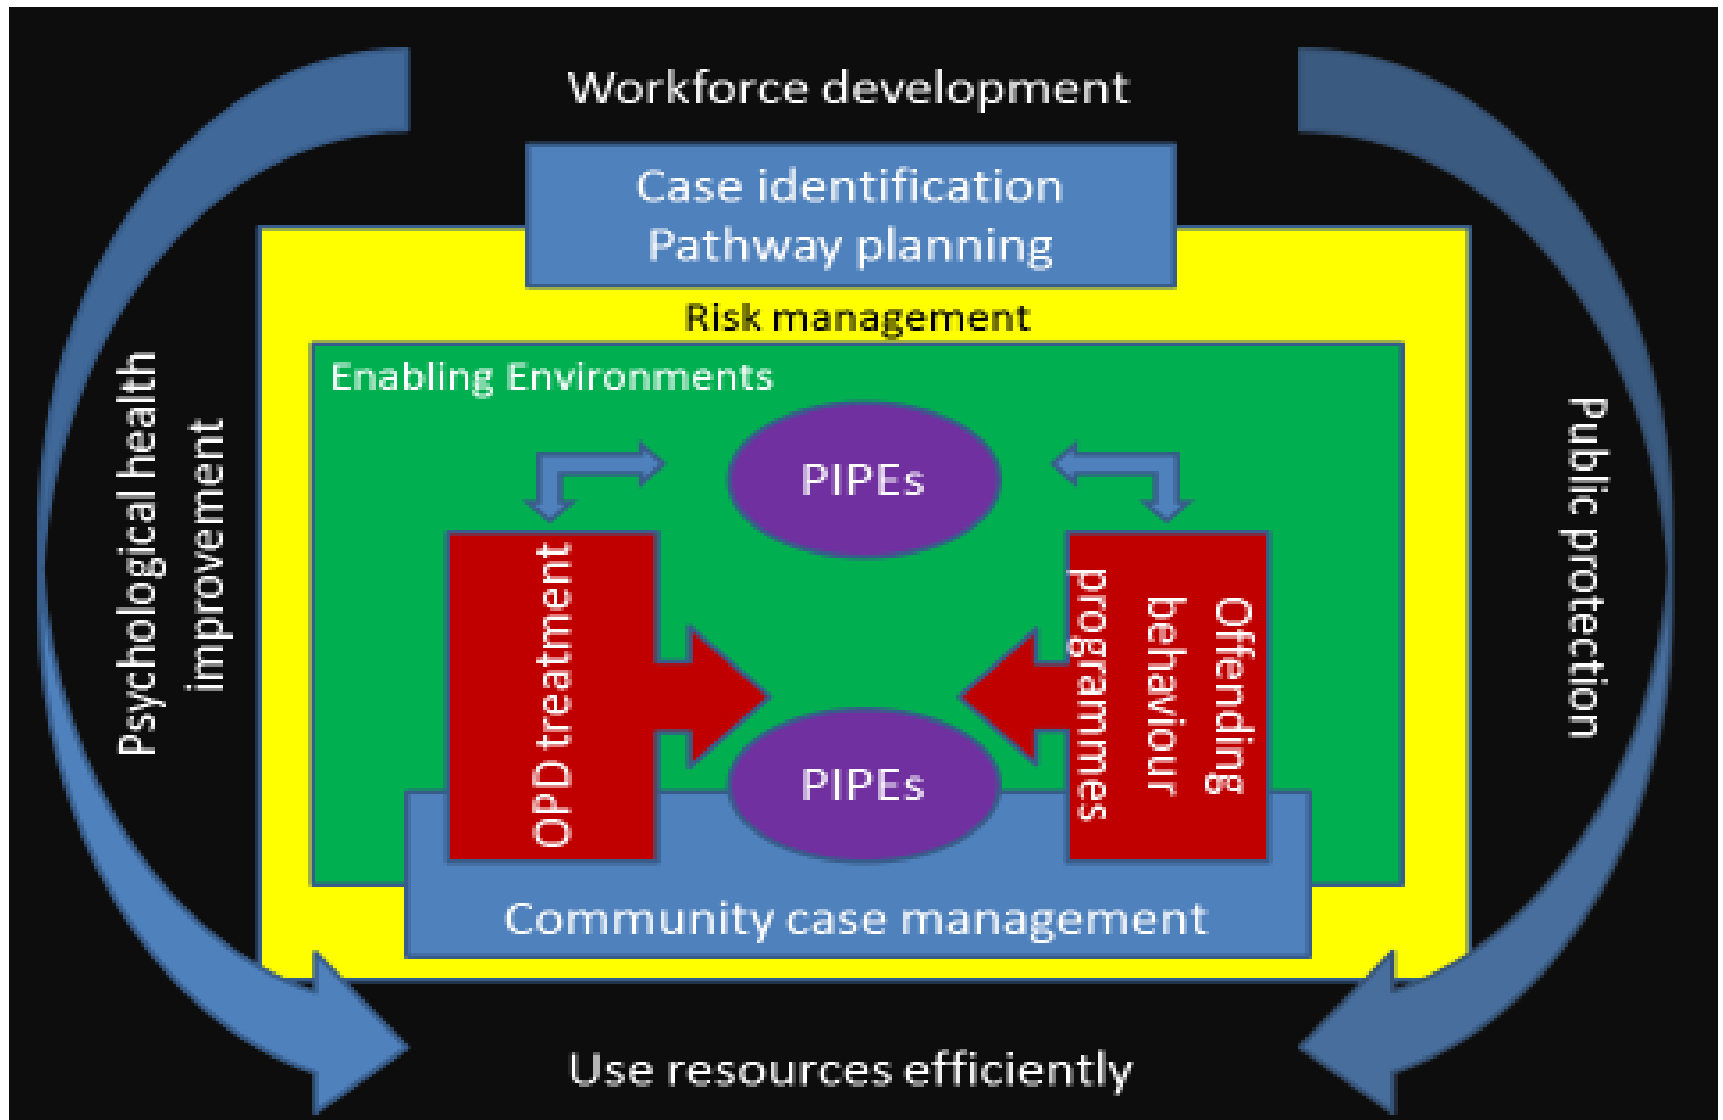 Workforce development
Case identification
Pathway planning
Risk management
Enabling Environments
Psychological health
improvement
PIPEs
OPD treatment
Offending
behaviour
programmes
Public protection
PIPEs
Community case management
Use resources efficiently